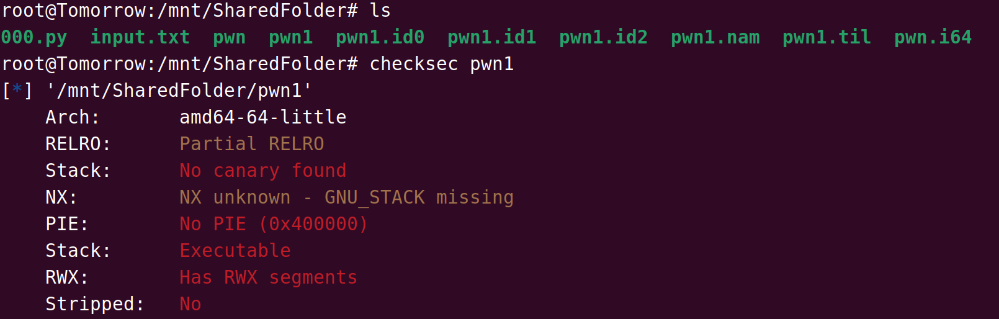 root@Tomorrow:/mnt/SharedFolder# ls
000.py  input.txt  pwn  pwn1  pwn1.id0  pwn1.id1  pwn1.id2  pwn1.nam  pwn1.til  pwn.i64
root@Tomorrow:/mnt/SharedFolder# checksec pwn1
[*] '/mnt/SharedFolder/pwn1'
    Arch:       amd64-64-little
    RELRO:      Partial RELRO
    Stack:      No canary found
    NX:         NX unknown - GNU_STACK missing
    PIE:        No PIE (0x400000)
    Stack:      Executable
    RWX:        Has RWX segments
    Stripped:   No